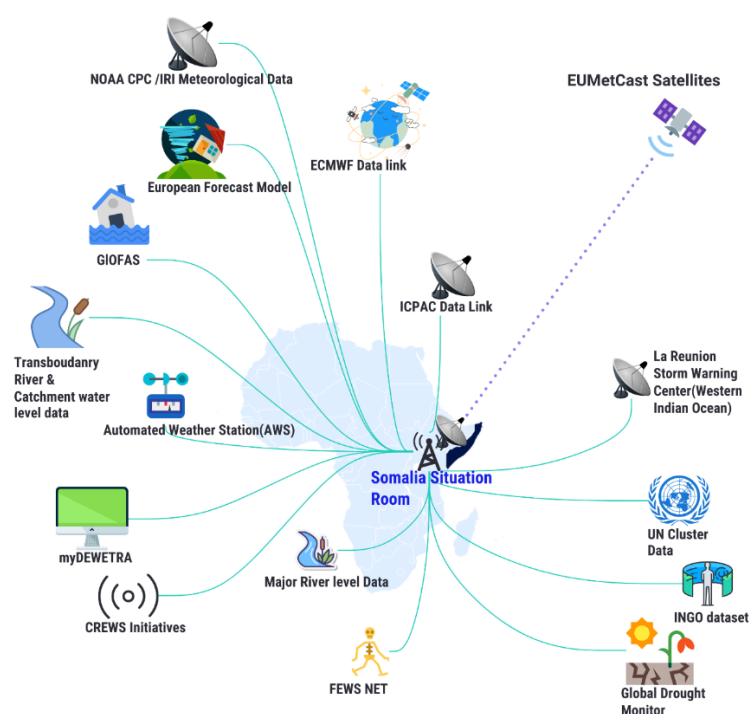 NOAA CPC /IRI Meteorological Data
EUMetCast Satellites
ECMWF Data link
European Forecast Model
GlOFAS
ICPAC Data Link
Transboudanry
River &
Catchment water
level data
La Reunion
Storm Warning
Center(Western
Indian Ocean)
Automated Weather Station(AWS)
Somalia Situation
Room
UN Cluster
Data
myDEWETRA
Major River level Data
CREWS Initiatives
INGO dataset
FEWS NET
Global Drought
Monitor